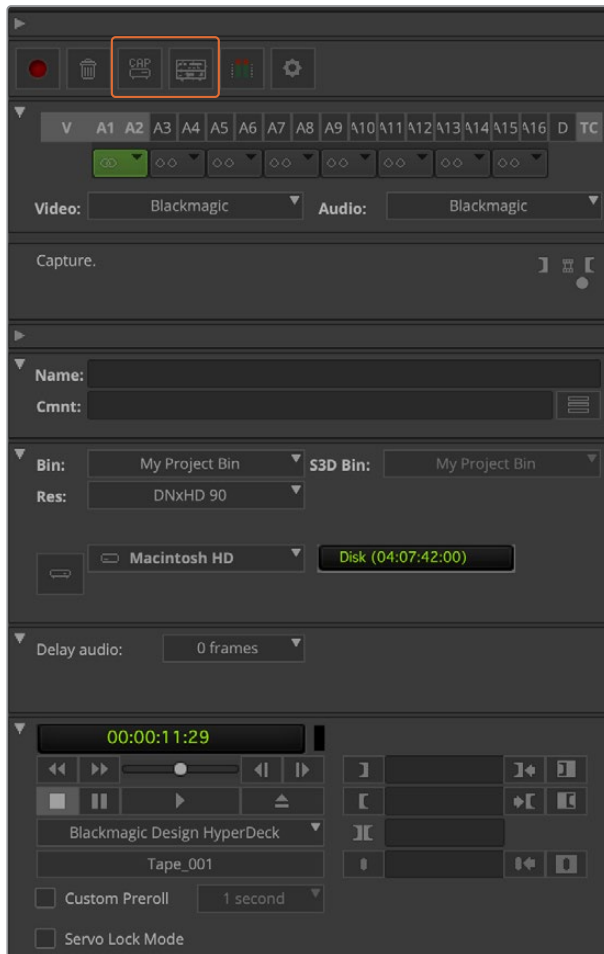 CAP
V A1 A2 A3 A4 A5 A6 A7 A8 A9 A10 A11 A12 A13 A14 A15 A16 D TC
Video: Blackmagic Audio: Blackmagic
Capture.
Name:
Cmnt:
Bin: My Project Bin S3D Bin: My Project Bin
Res: DNxHD 90
Macintosh HD Disk (04:07:42:00)
Delay audio: 0 frames
00:00:11:29
Blackmagic Design HyperDeck
Tape_001
Custom Preroll 1 second
Servo Lock Mode